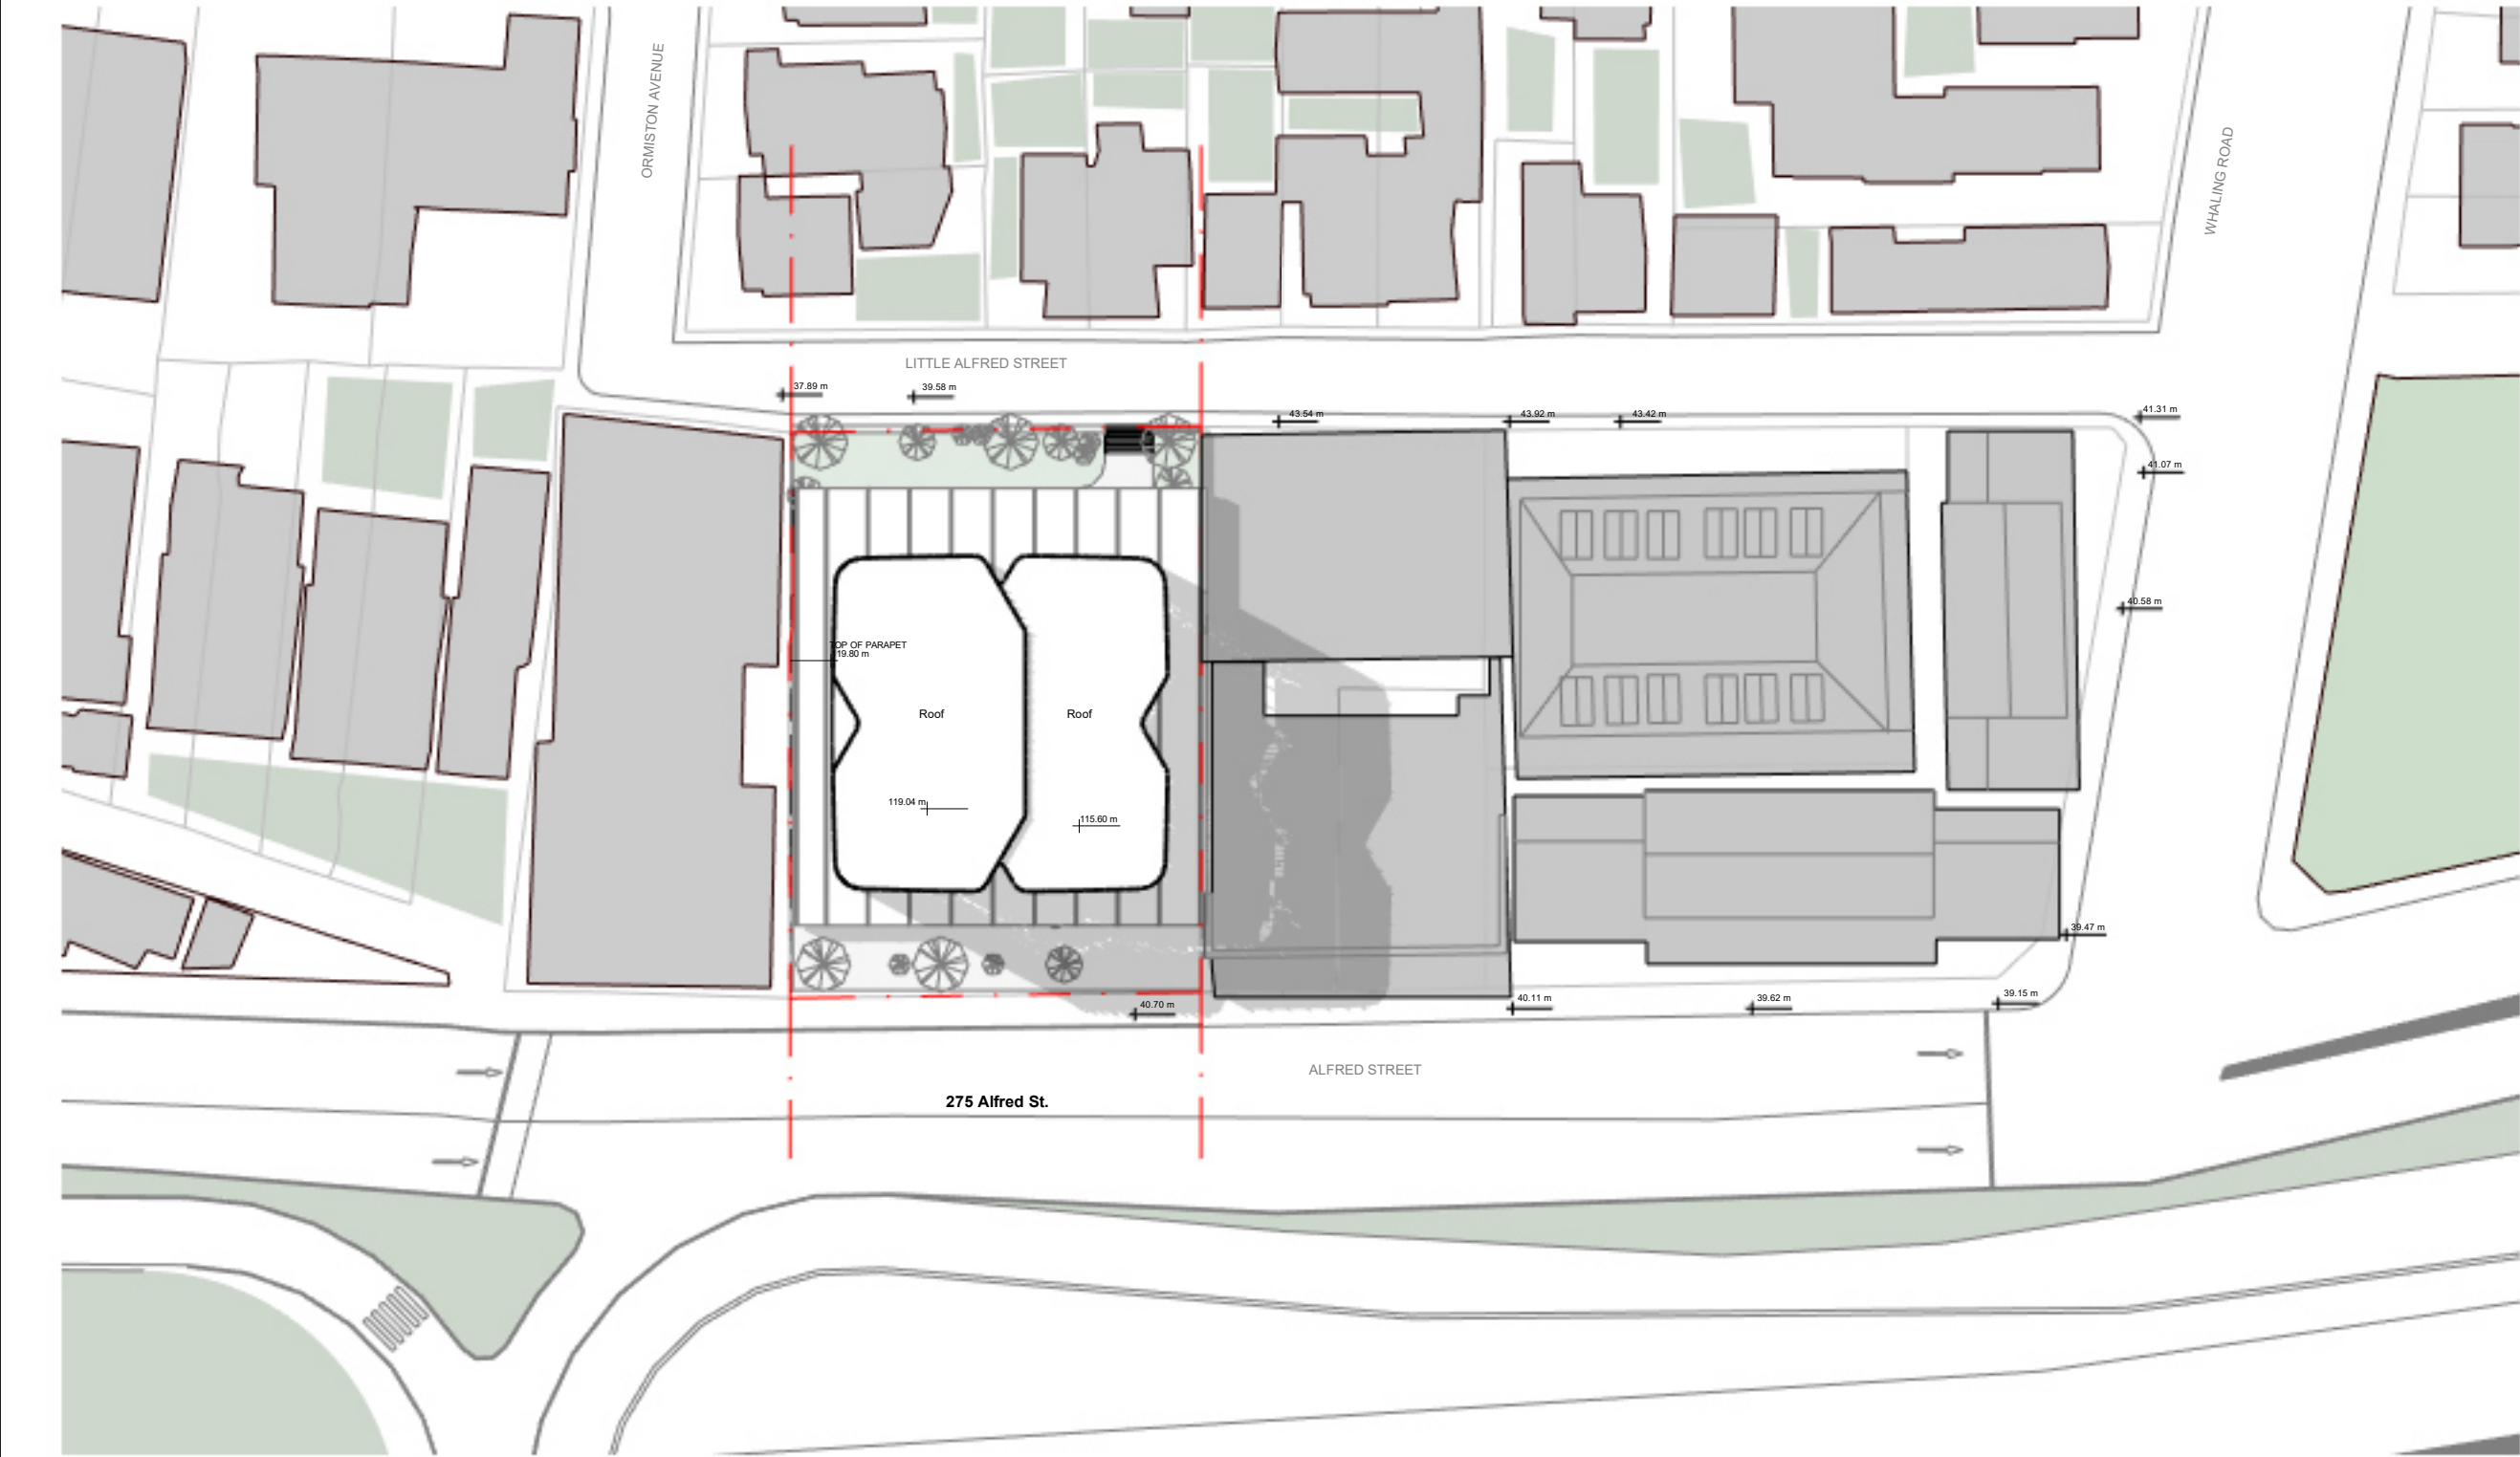 ORMISTON AVENUE
WHALING ROAD
LITTLE ALFRED STREET
37.89 m
39.58 m
43.54 m
43.92 m
43.42 m
41.31 m
41.07 m
40.58 m
TOP OF PARAPET
19.80 m
Roof
Roof
119.04 m
115.60 m
39.47 m
40.70 m
40.11 m
39.62 m
39.15 m
ALFRED STREET
275 Alfred St.